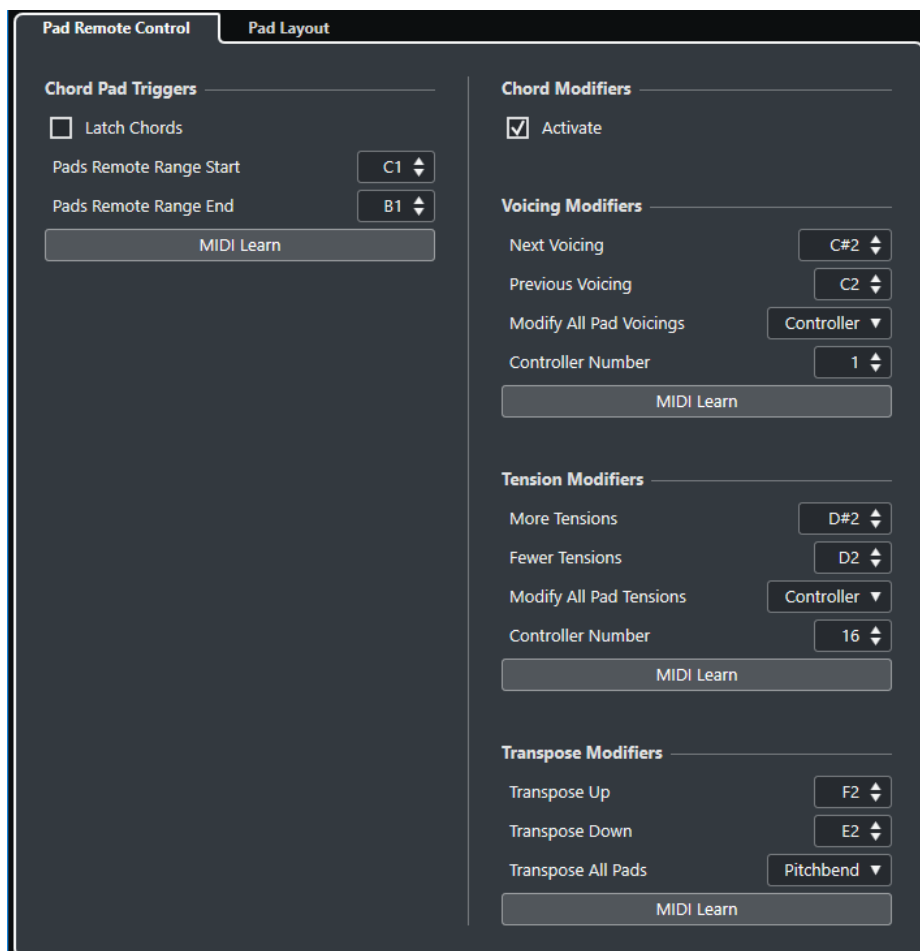 Pad Remote Control
Pad Layout
Chord Pad Triggers
Latch Chords
Pads Remote Range Start C1
Pads Remote Range End B1
MIDI Learn
Chord Modifiers
Activate
Voicing Modifiers
Next Voicing C#2
Previous Voicing C2
Modify All Pad Voicings Controller
Controller Number 1
MIDI Learn
Tension Modifiers
More Tensions D#2
Fewer Tensions D2
Modify All Pad Tensions Controller
Controller Number 16
MIDI Learn
Transpose Modifiers
Transpose Up F2
Transpose Down E2
Transpose All Pads Pitchbend
MIDI Learn